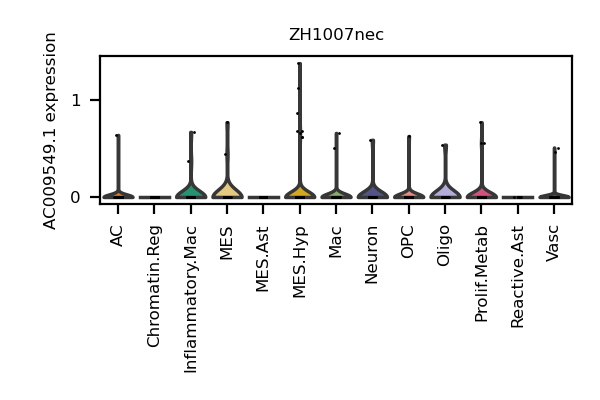 ZH1007nec
AC009549.1 expression
1
0
AC
Chromatin.Reg
Inflammatory.Mac
MES
MES.Ast
MES.Hyp
Mac
Neuron
OPC
Oligo
Prolif.Metab
Reactive.Ast
Vasc